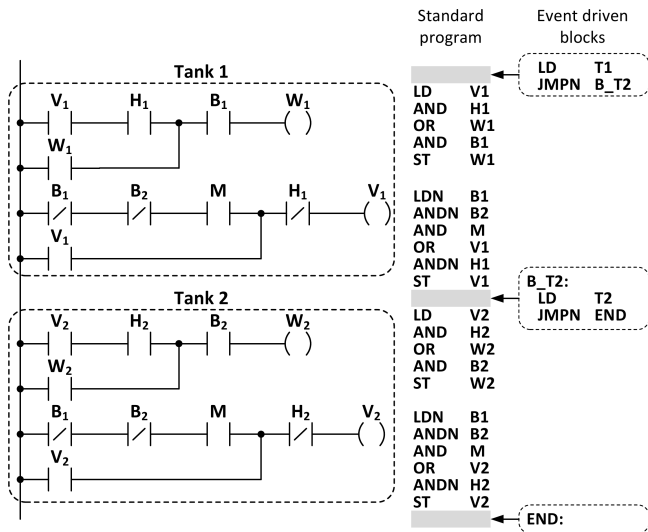 Standard program
Event driven blocks
Tank 1
V₁ H₁ B₁ W₁
W₁
B₁ B₂ M H₁ V₁
V₁
Tank 2
V₂ H₂ B₂ W₂
W₂
B₁ B₂ M H₂ V₂
V₂
LD V1
AND H1
OR W1
AND B1
ST W1
LDN B1
ANDN B2
AND M
OR V1
ANDN H1
ST V1
LD V2
AND H2
OR W2
AND B2
ST W2
LDN B1
ANDN B2
AND M
OR V2
ANDN H2
ST V2
LD T1
JMPN B_T2
B_T2:
LD T2
JMPN END
END: